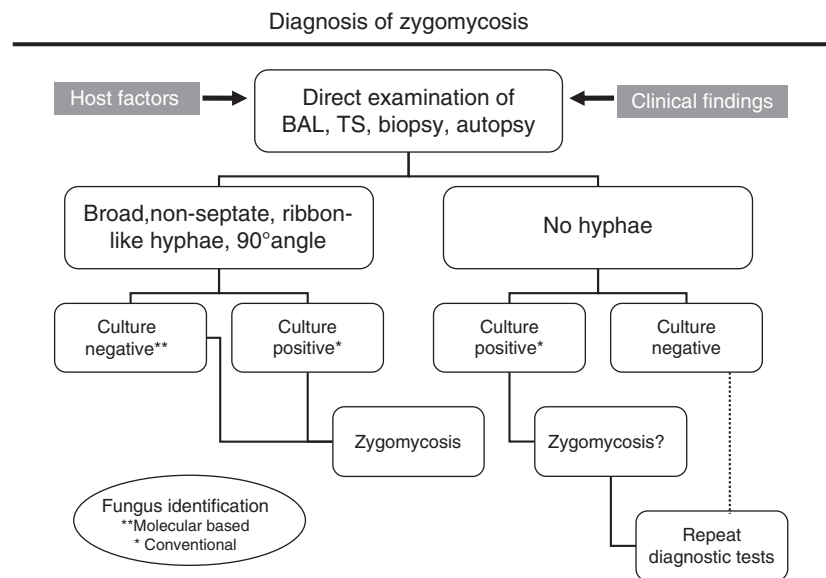 Diagnosis of zygomycosis
Host factors
Direct examination of
BAL, TS, biopsy, autopsy
Clinical findings
Broad,non-septate, ribbon-
like hyphae, 90°angle
No hyphae
Culture
negative**
Culture
positive*
Culture
positive*
Culture
negative
Zygomycosis
Zygomycosis?
Fungus identification
**Molecular based
* Conventional
Repeat
diagnostic tests